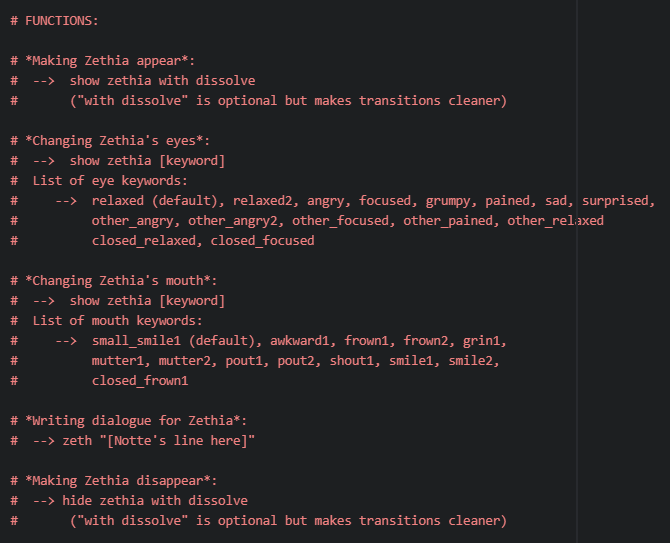 # FUNCTIONS:
# *Making Zethia appear*:
# --> show zethia with dissolve
# ("with dissolve" is optional but makes transitions cleaner)
# *Changing Zethia's eyes*:
# --> show zethia [keyword]
# List of eye keywords:
# --> relaxed (default), relaxed2, angry, focused, grumpy, pained, sad, surprised,
# other_angry, other_angry2, other_focused, other_pained, other_relaxed
# closed_relaxed, closed_focused
# *Changing Zethia's mouth*:
# --> show zethia [keyword]
# List of mouth keywords:
# --> small_smile1 (default), awkward1, frown1, frown2, grin1,
# mutter1, mutter2, pout1, pout2, shout1, smile1, smile2,
# closed_frown1
# *Writing dialogue for Zethia*:
# --> zeth "[Notte's line here]"
# *Making Zethia disappear*:
# --> hide zethia with dissolve
# ("with dissolve" is optional but makes transitions cleaner)